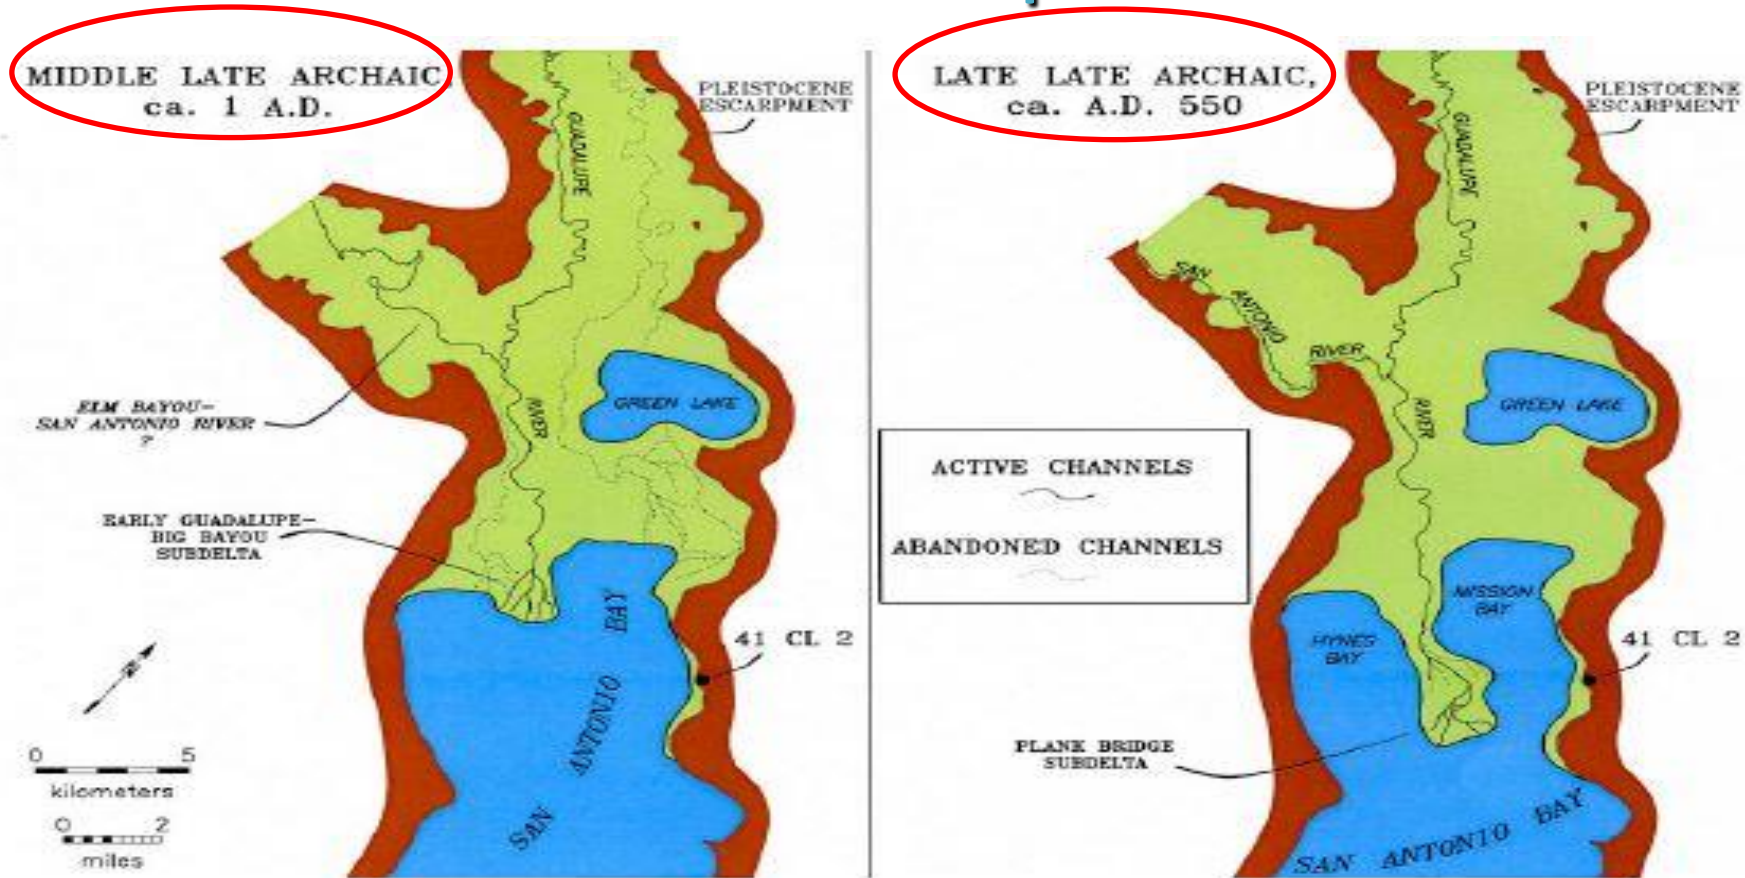 MIDDLE LATE ARCHAIC,
ca. 1 A.D.
PLEISTOCENE
ESCARPMENT
GUADALUPE
RIVER
GREEN LAKE
ELM BAYOU-
SAN ANTONIO RIVER
?
EARLY GUADALUPE-
BIG BAYOU
SUBDELTA
41 CL 2
SAN ANTONIO BAY
N
0 5
kilometers
0 2
miles
LATE LATE ARCHAIC,
ca. A.D. 550
PLEISTOCENE
ESCARPMENT
GUADALUPE
RIVER
SAN ANTONIO RIVER
GREEN LAKE
ACTIVE CHANNELS
ABANDONED CHANNELS
MISSION
BAY
HYNES
BAY
41 CL 2
PLANK BRIDGE
SUBDELTA
SAN ANTONIO BAY